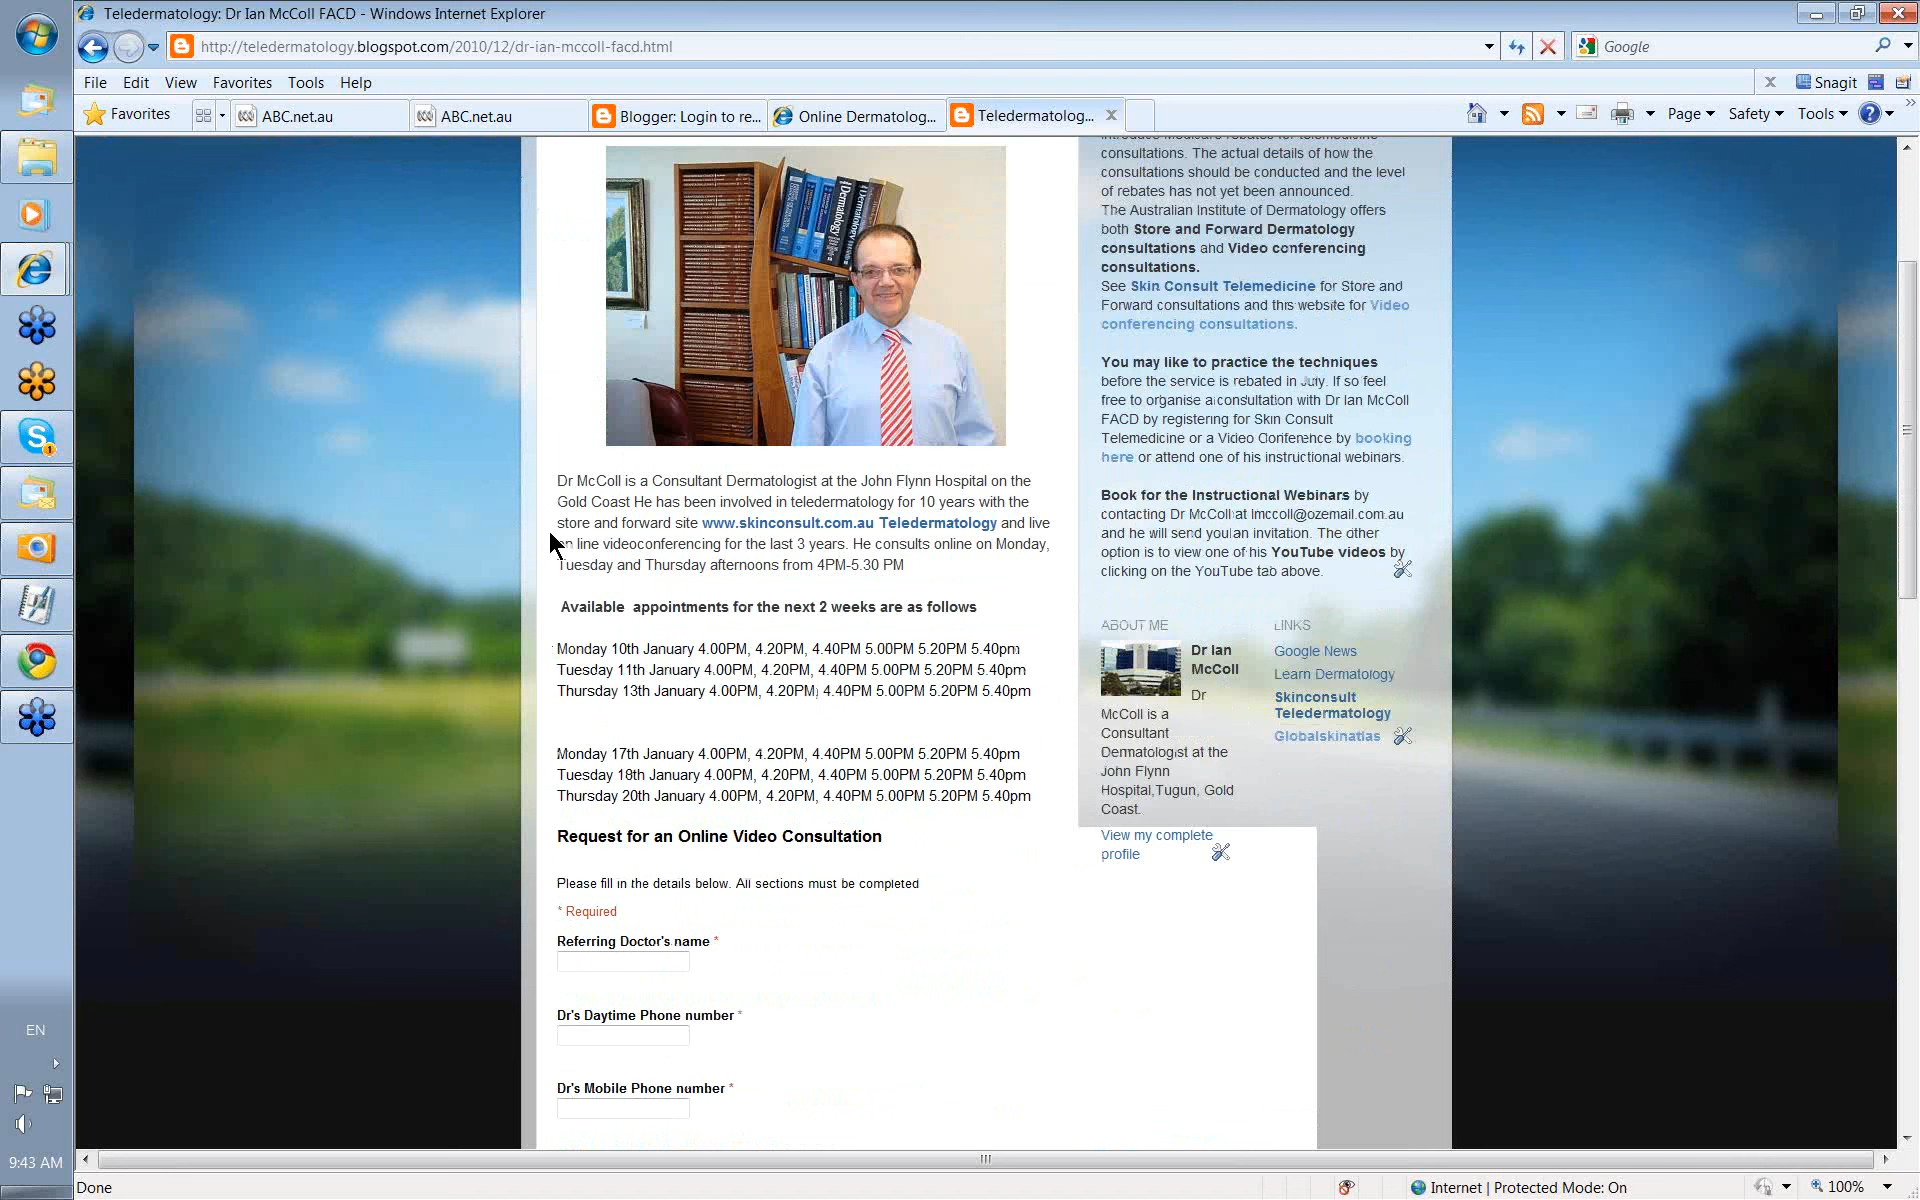 Teledermatology: Dr Ian McColl FACD - Windows Internet Explorer
http://teledermatology.blogspot.com/2010/12/dr-ian-mccoll-facd.html
Google
File Edit View Favorites Tools Help
Snagit
Favorites
ABC.net.au
ABC.net.au
Blogger: Login to re...
Online Dermatolog...
Teledermatolog...
Page
Safety
Tools
Dermatology
Dr McColl is a Consultant Dermatologist at the John Flynn Hospital on the
Gold Coast He has been involved in teledermatology for 10 years with the
store and forward site www.skinconsult.com.au Teledermatology and live
line videoconferencing for the last 3 years. He consults online on Monday,
Tuesday and Thursday afternoons from 4PM-5.30 PM
Available appointments for the next 2 weeks are as follows
Monday 10th January 4.00PM, 4.20PM, 4.40PM 5.00PM 5.20PM 5.40pm
Tuesday 11th January 4.00PM, 4.20PM, 4.40PM 5.00PM 5.20PM 5.40pm
Thursday 13th January 4.00PM, 4.20PM, 4.40PM 5.00PM 5.20PM 5.40pm
Monday 17th January 4.00PM, 4.20PM, 4.40PM 5.00PM 5.20PM 5.40pm
Tuesday 18th January 4.00PM, 4.20PM, 4.40PM 5.00PM 5.20PM 5.40pm
Thursday 20th January 4.00PM, 4.20PM, 4.40PM 5.00PM 5.20PM 5.40pm
Request for an Online Video Consultation
Please fill in the details below. All sections must be completed
* Required
Referring Doctor's name *
Dr's Daytime Phone number *
Dr's Mobile Phone number *
introduce Medicare rebates for telemedicine
consultations. The actual details of how the
consultations should be conducted and the level
of rebates has not yet been announced.
The Australian Institute of Dermatology offers
both Store and Forward Dermatology
consultations and Video conferencing
consultations.
See Skin Consult Telemedicine for Store and
Forward consultations and this website for Video
conferencing consultations.
You may like to practice the techniques
before the service is rebated in July. If so feel
free to organise a consultation with Dr Ian McColl
FACD by registering for Skin Consult
Telemedicine or a Video Conference by booking
here or attend one of his instructional webinars.
Book for the Instructional Webinars by
contacting Dr McColl at imccoll@ozemail.com.au
and he will send you an invitation. The other
option is to view one of his YouTube videos by
clicking on the YouTube tab above.
ABOUT ME
Dr Ian
McColl
Dr
McColl is a
Consultant
Dermatologist at the
John Flynn
Hospital,Tugun, Gold
Coast.
View my complete
profile
LINKS
Google News
Learn Dermatology
Skinconsult
Teledermatology
Globalskinatlas
EN
9:43 AM
Done
Internet | Protected Mode: On
100%